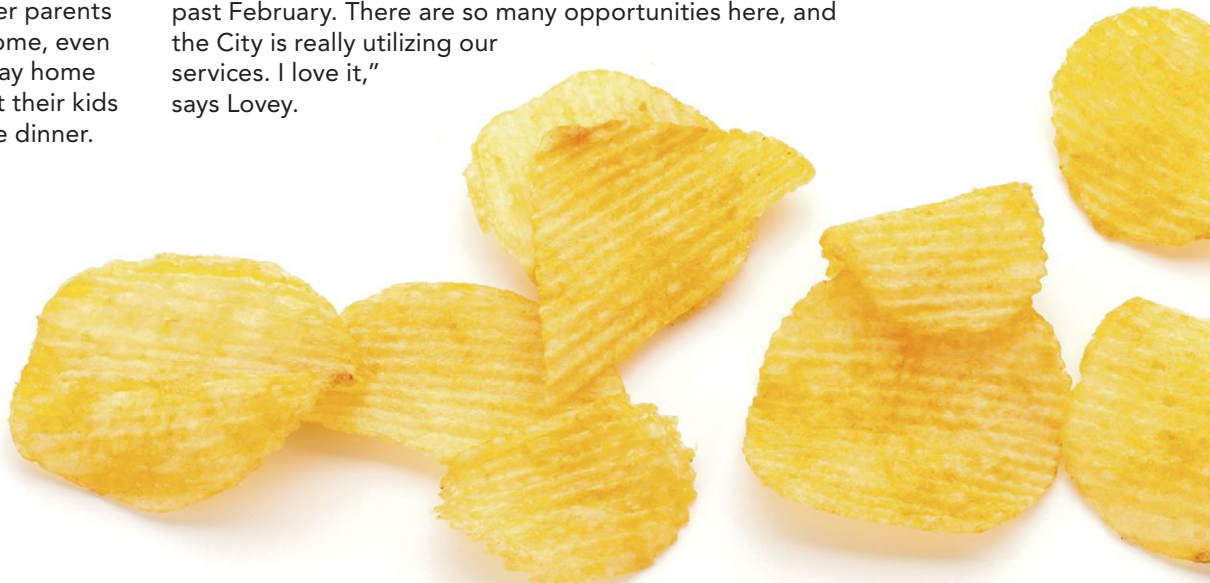 er parents
ome, even
ay home
t their kids
e dinner.
past February. There are so many opportunities here, and
the City is really utilizing our
services. I love it,”
says Lovey.